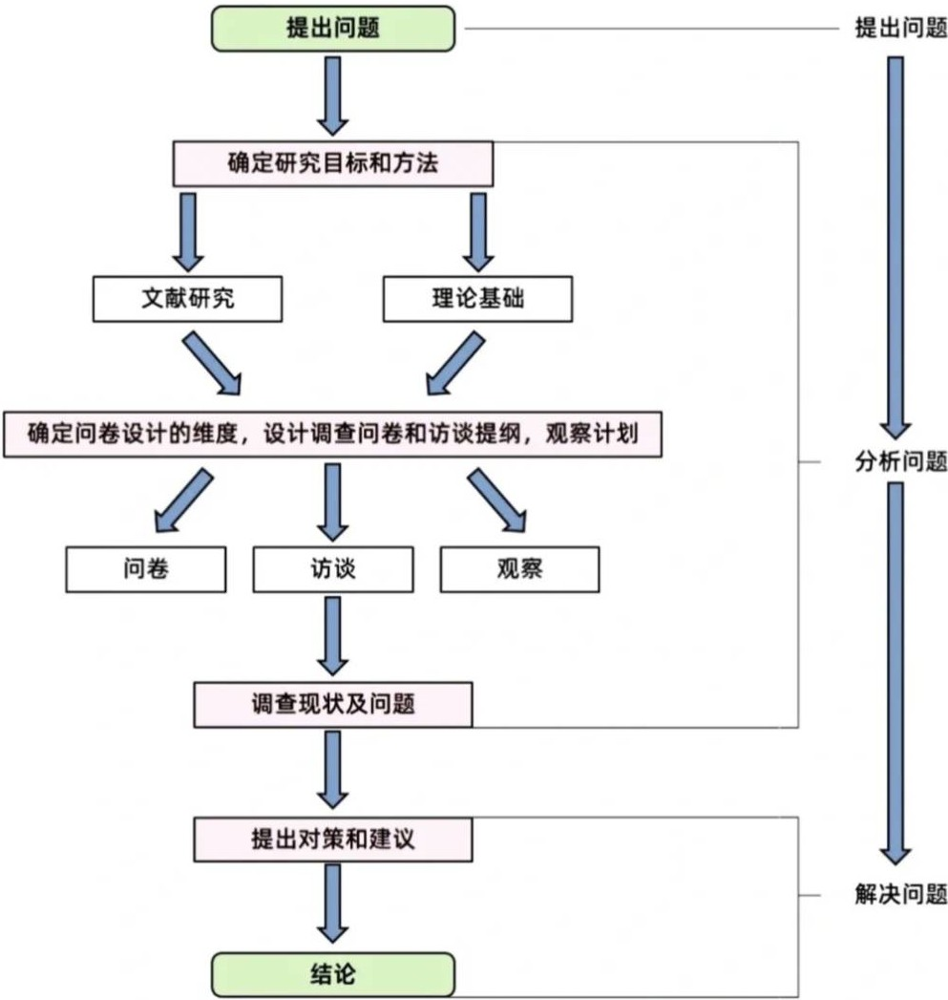 提出问题
提出问题
确定研究目标和方法
文献研究
理论基础
确定问卷设计的维度，设计调查问卷和访谈提纲，观察计划
分析问题
问卷
访谈
观察
调查现状及问题
提出对策和建议
解决问题
结论